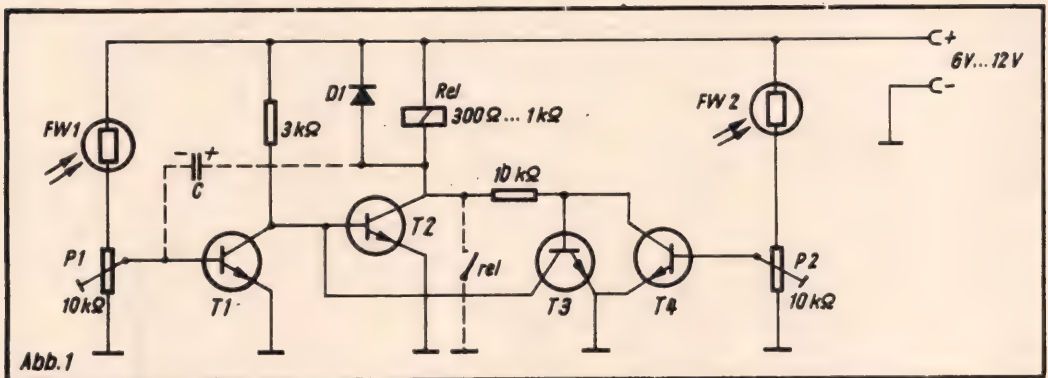 C+
6V...12V
C-
D1
Rel
300Ω...1kΩ
FW2
FW1
3kΩ
- +
C
10kΩ
T2
P1
10kΩ
T1
rel
T3
T4
P2
10kΩ
Abb.1